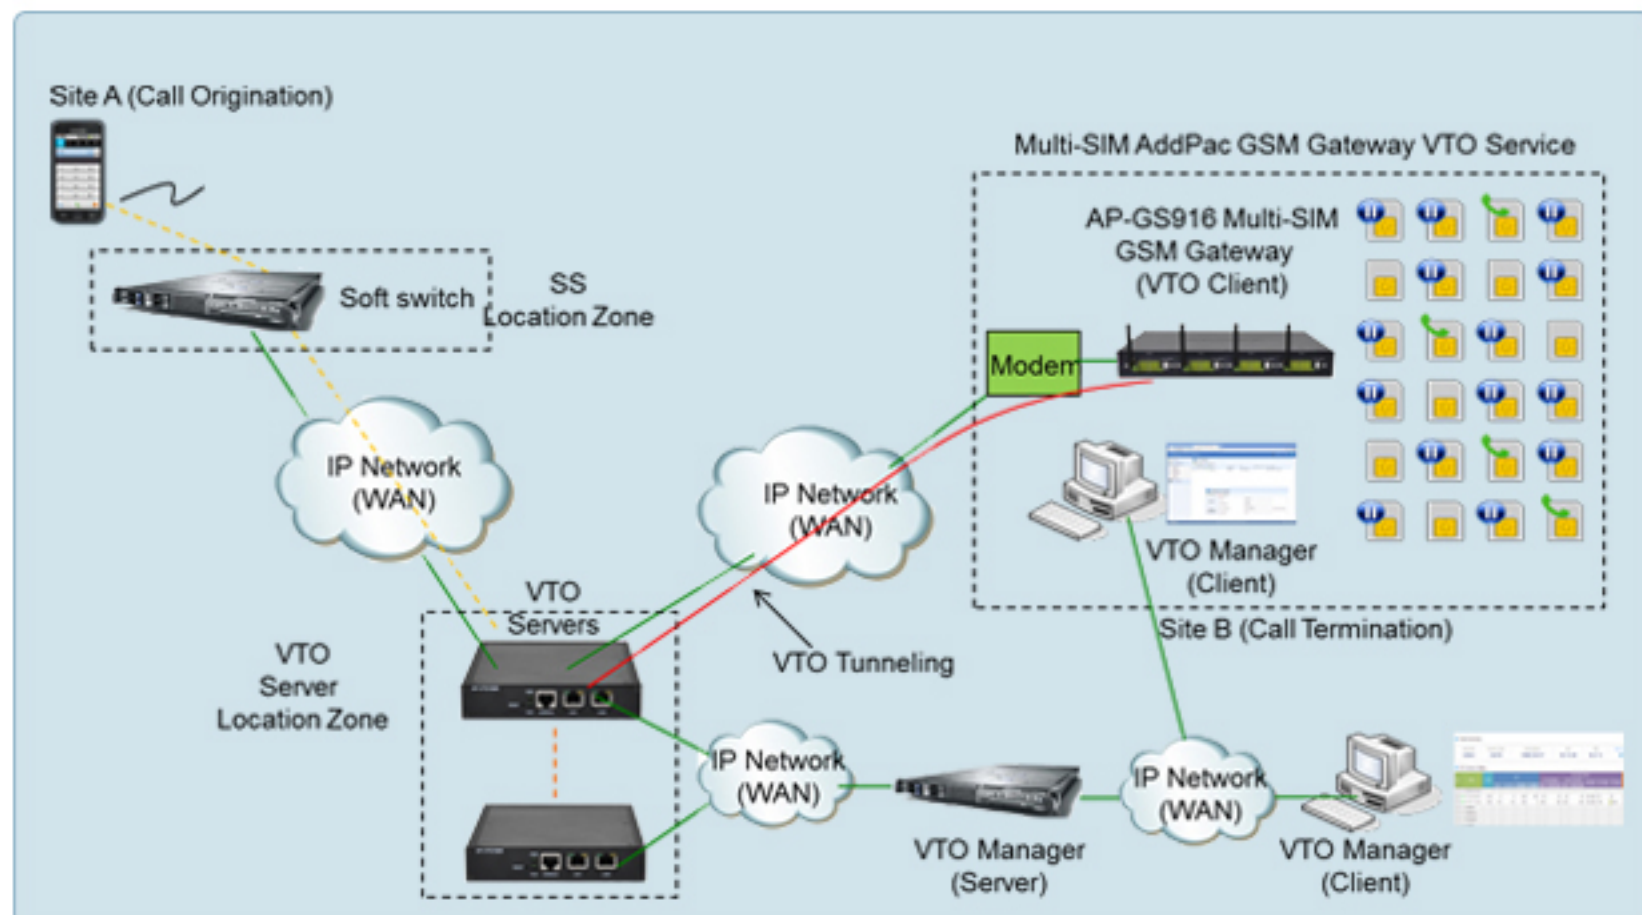 Site A (Call Origination)
Multi-SIM AddPac GSM Gateway VTO Service
AP-GS916 Multi-SIM
GSM Gateway
(VTO Client)
Soft switch
SS
Location Zone
Modem
IP Network
(WAN)
IP Network
(WAN)
VTO Manager
(Client)
VTO
Servers
Site B (Call Termination)
VTO Tunneling
VTO
Server
Location Zone
IP Network
(WAN)
IP Network
(WAN)
VTO Manager
(Server)
VTO Manager
(Client)